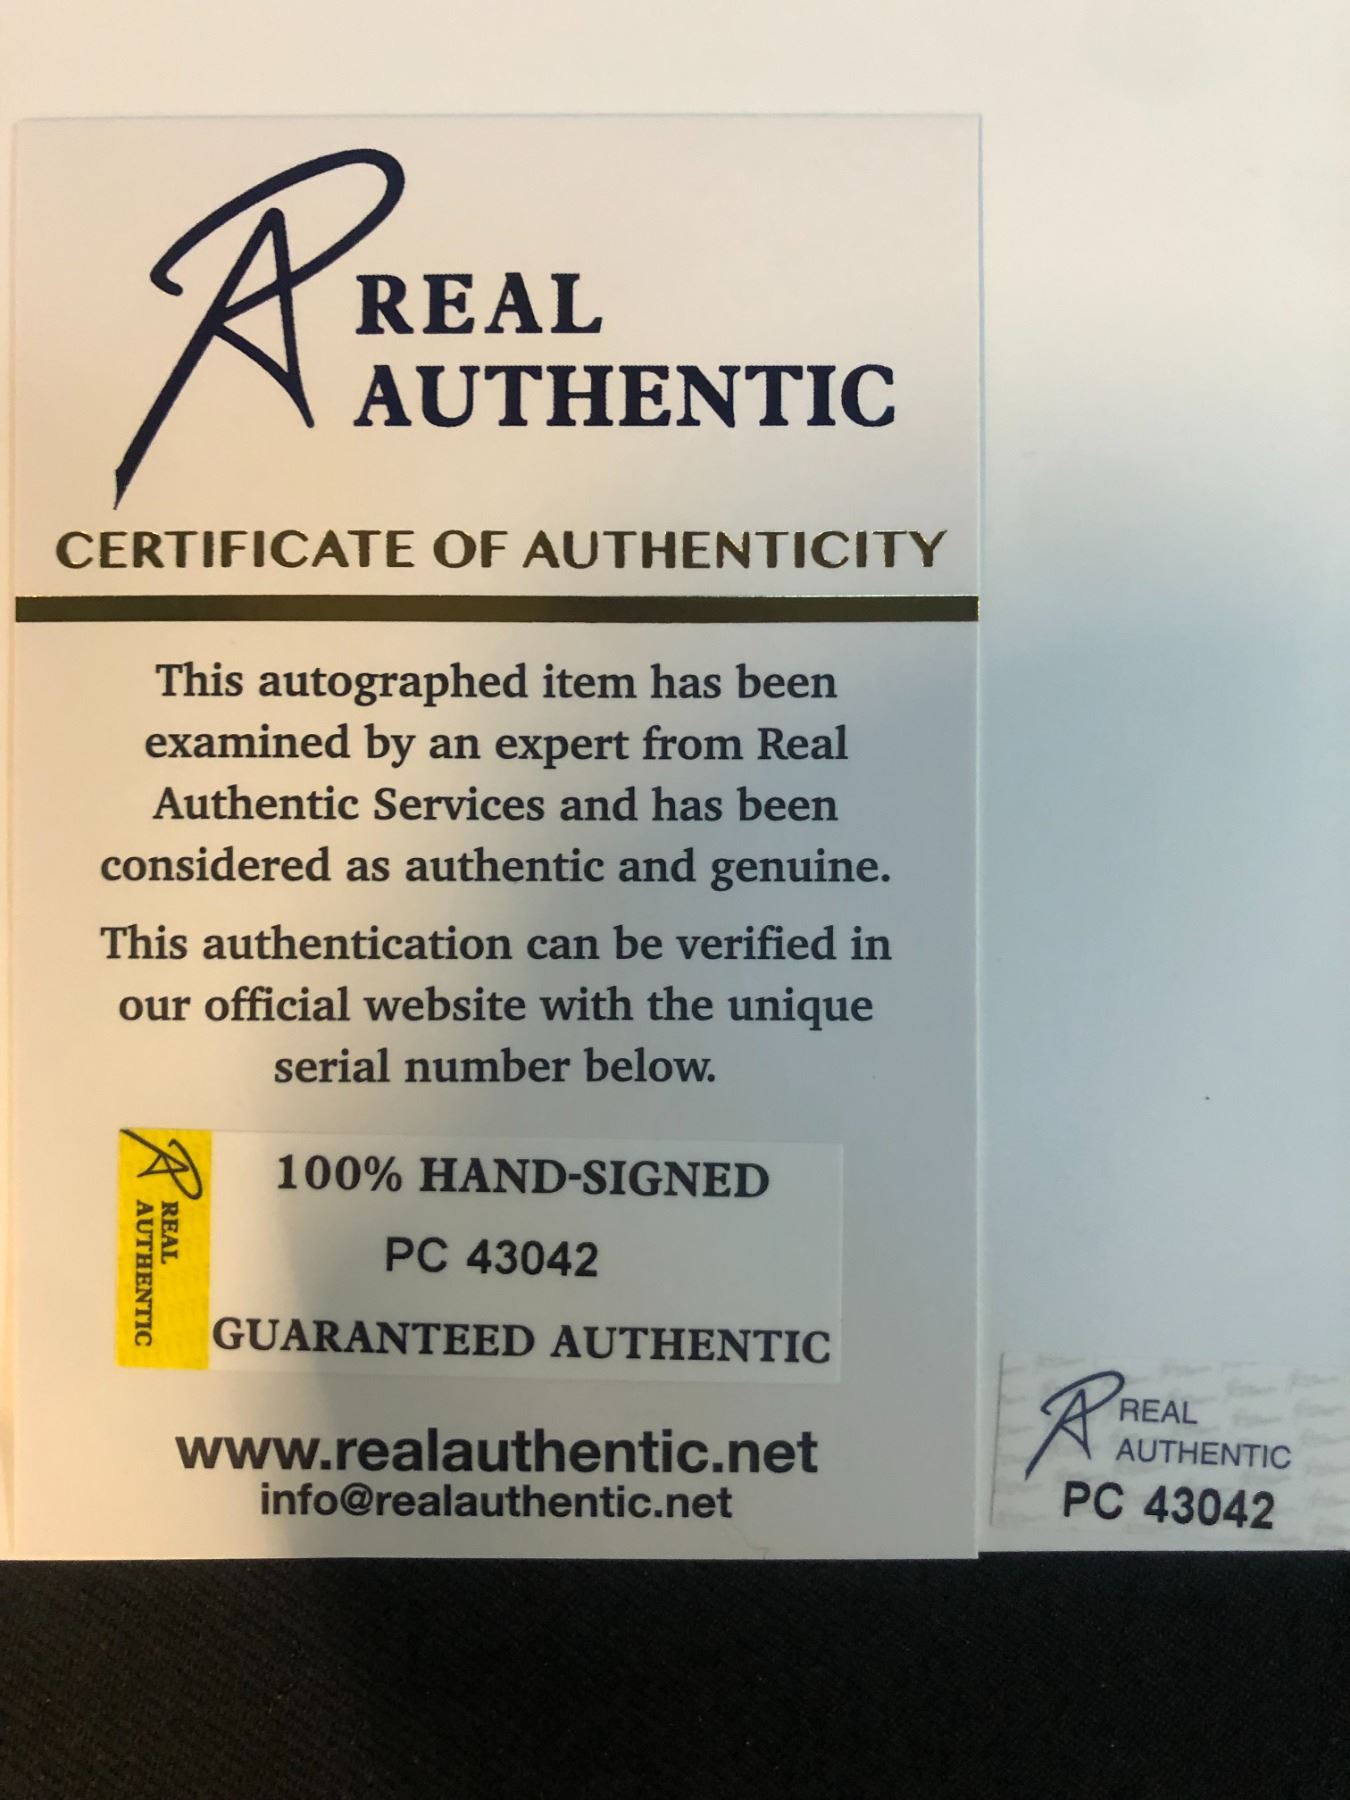 REAL
AUTHENTIC
CERTIFICATE OF AUTHENTICITY
This autographed item has been
examined by an expert from Real
Authentic Services and has been
considered as authentic and genuine.
This authentication can be verified in
our official website with the unique
serial number below.
REAL
AUTHENTIC
100% HAND-SIGNED
PC 43042
GUARANTEED AUTHENTIC
www.realauthentic.net
info@realauthentic.net
REAL
AUTHENTIC
PC 43042